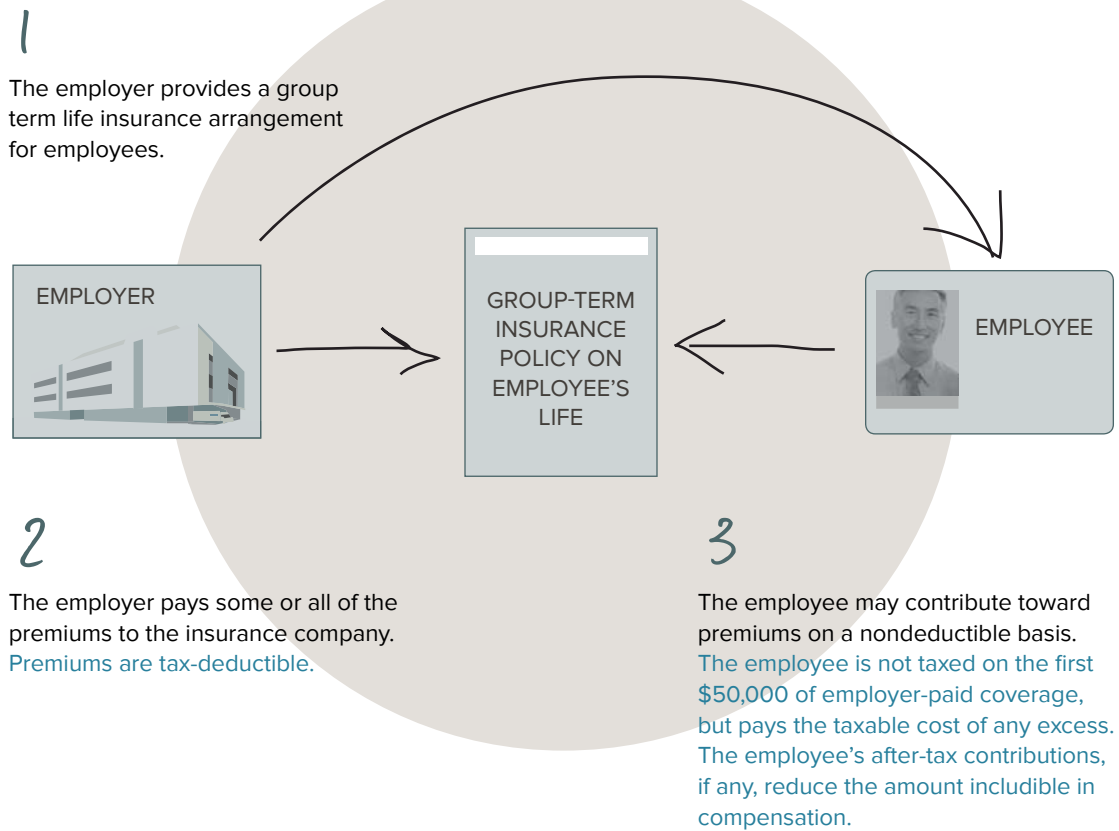 1
The employer provides a group
term life insurance arrangement
for employees.
EMPLOYER
GROUP-TERM
INSURANCE
POLICY ON
EMPLOYEE’S
LIFE
EMPLOYEE
2
The employer pays some or all of the
premiums to the insurance company.
Premiums are tax-deductible.
3
The employee may contribute toward
premiums on a nondeductible basis.
The employee is not taxed on the first
$50,000 of employer-paid coverage,
but pays the taxable cost of any excess.
The employee’s after-tax contributions,
if any, reduce the amount includible in
compensation.